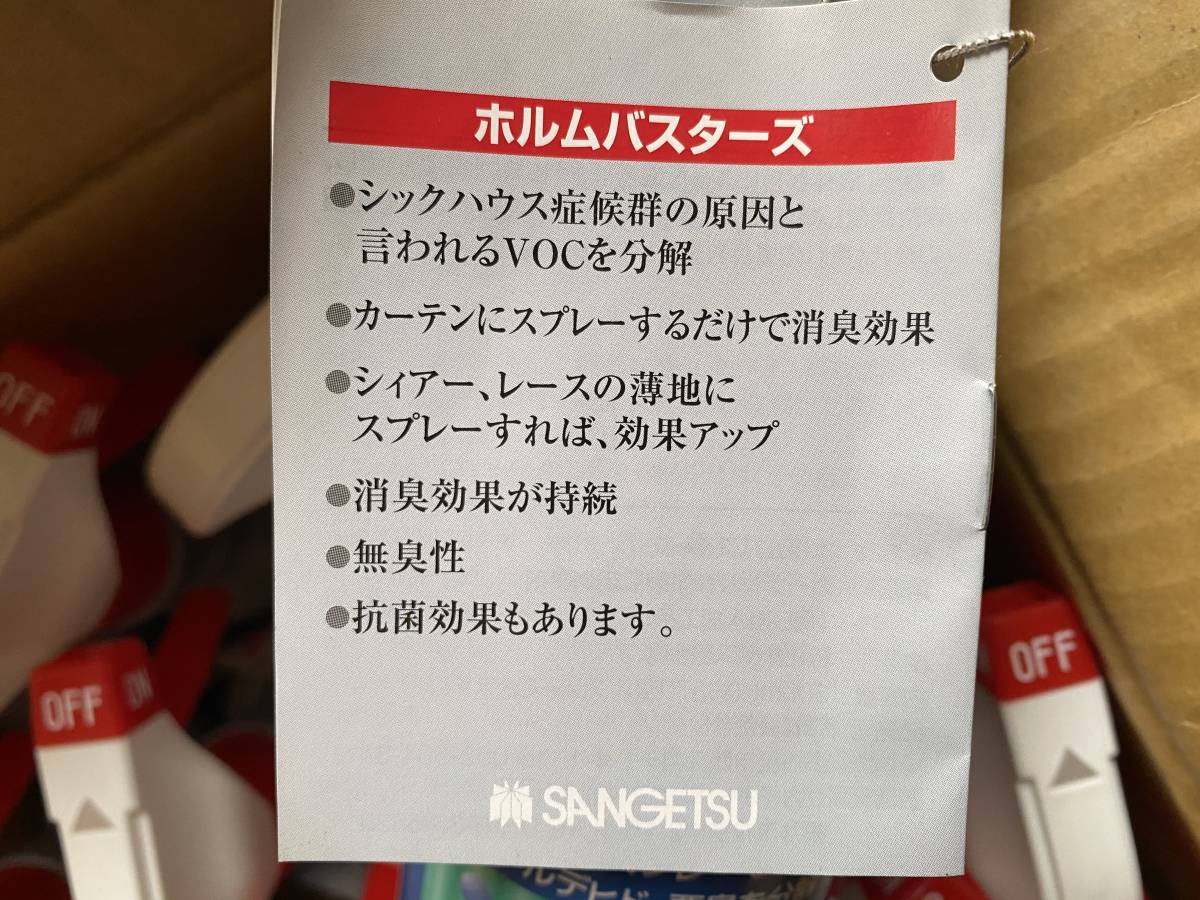 ホルムバスターズ
●シックハウス症候群の原因と
言われるVOCを分解
●カーテンにスプレーするだけで消臭効果
●シィアー、レースの薄地に
スプレーすれば、効果アップ
●消臭効果が持続
●無臭性
●抗菌効果もあります。
SANGETSU
OFF ON
OFF ON
OFF